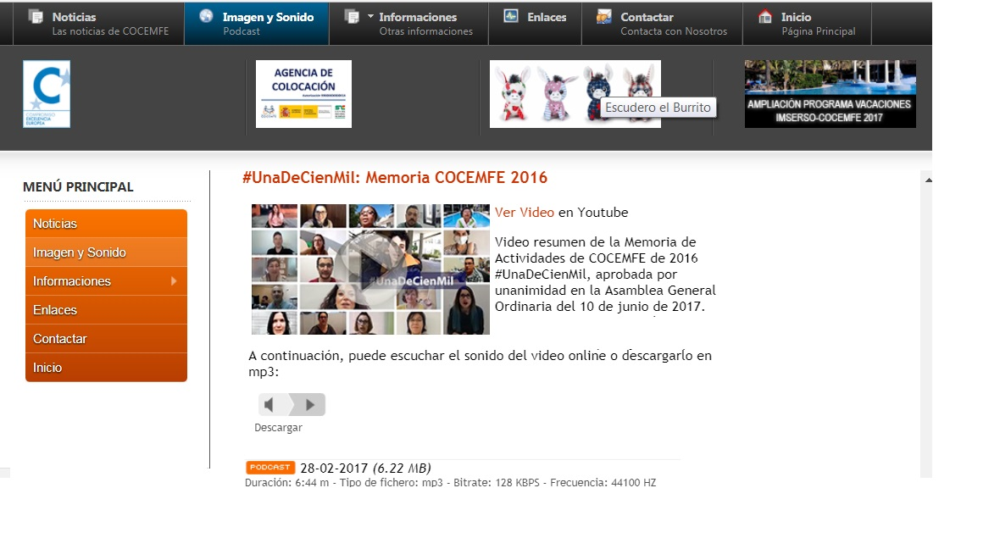 Noticias
Las noticias de COCEMFE
Imagen y Sonido
Podcast
Informaciones
Otras informaciones
Enlaces
Contactar
Contacta con Nosotros
Inicio
Página Principal
C
COMPROMISO
EXCELENCIA
EUROPEA
AGENCIA DE
COLOCACIÓN
Escudero el Burrito
AMPLIACIÓN PROGRAMA VACACIONES
IMSERSO-COCEMFE 2017
MENÚ PRINCIPAL
Noticias
Imagen y Sonido
Informaciones
Enlaces
Contactar
Inicio
#UnaDeCienMil: Memoria COCEMFE 2016
#UnaDeCienMil
Ver Video en Youtube
Video resumen de la Memoria de
Actividades de COCEMFE de 2016
#UnaDeCienMil, aprobada por
unanimidad en la Asamblea General
Ordinaria del 10 de junio de 2017.
A continuación, puede escuchar el sonido del video online o descargarlo en
mp3:
Descargar
PODCAST 28-02-2017 (6.22 MB)
Duración: 6:44 m - Tipo de fichero: mp3 - Bitrate: 128 KBPS - Frecuencia: 44100 HZ